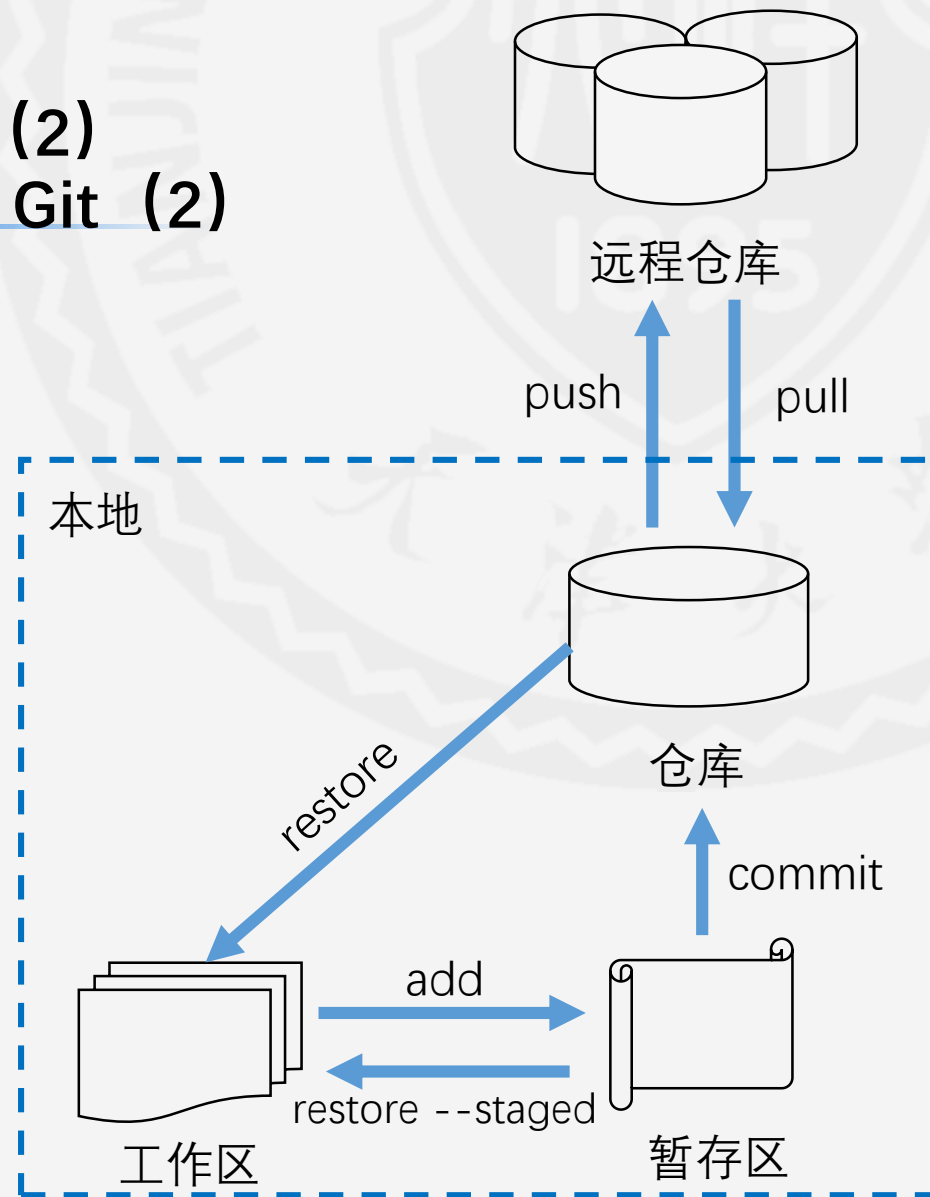 (2)
Git (2)
远程仓库
push
pull
本地
仓库
restore
commit
add
restore --staged
工作区
暂存区
1895